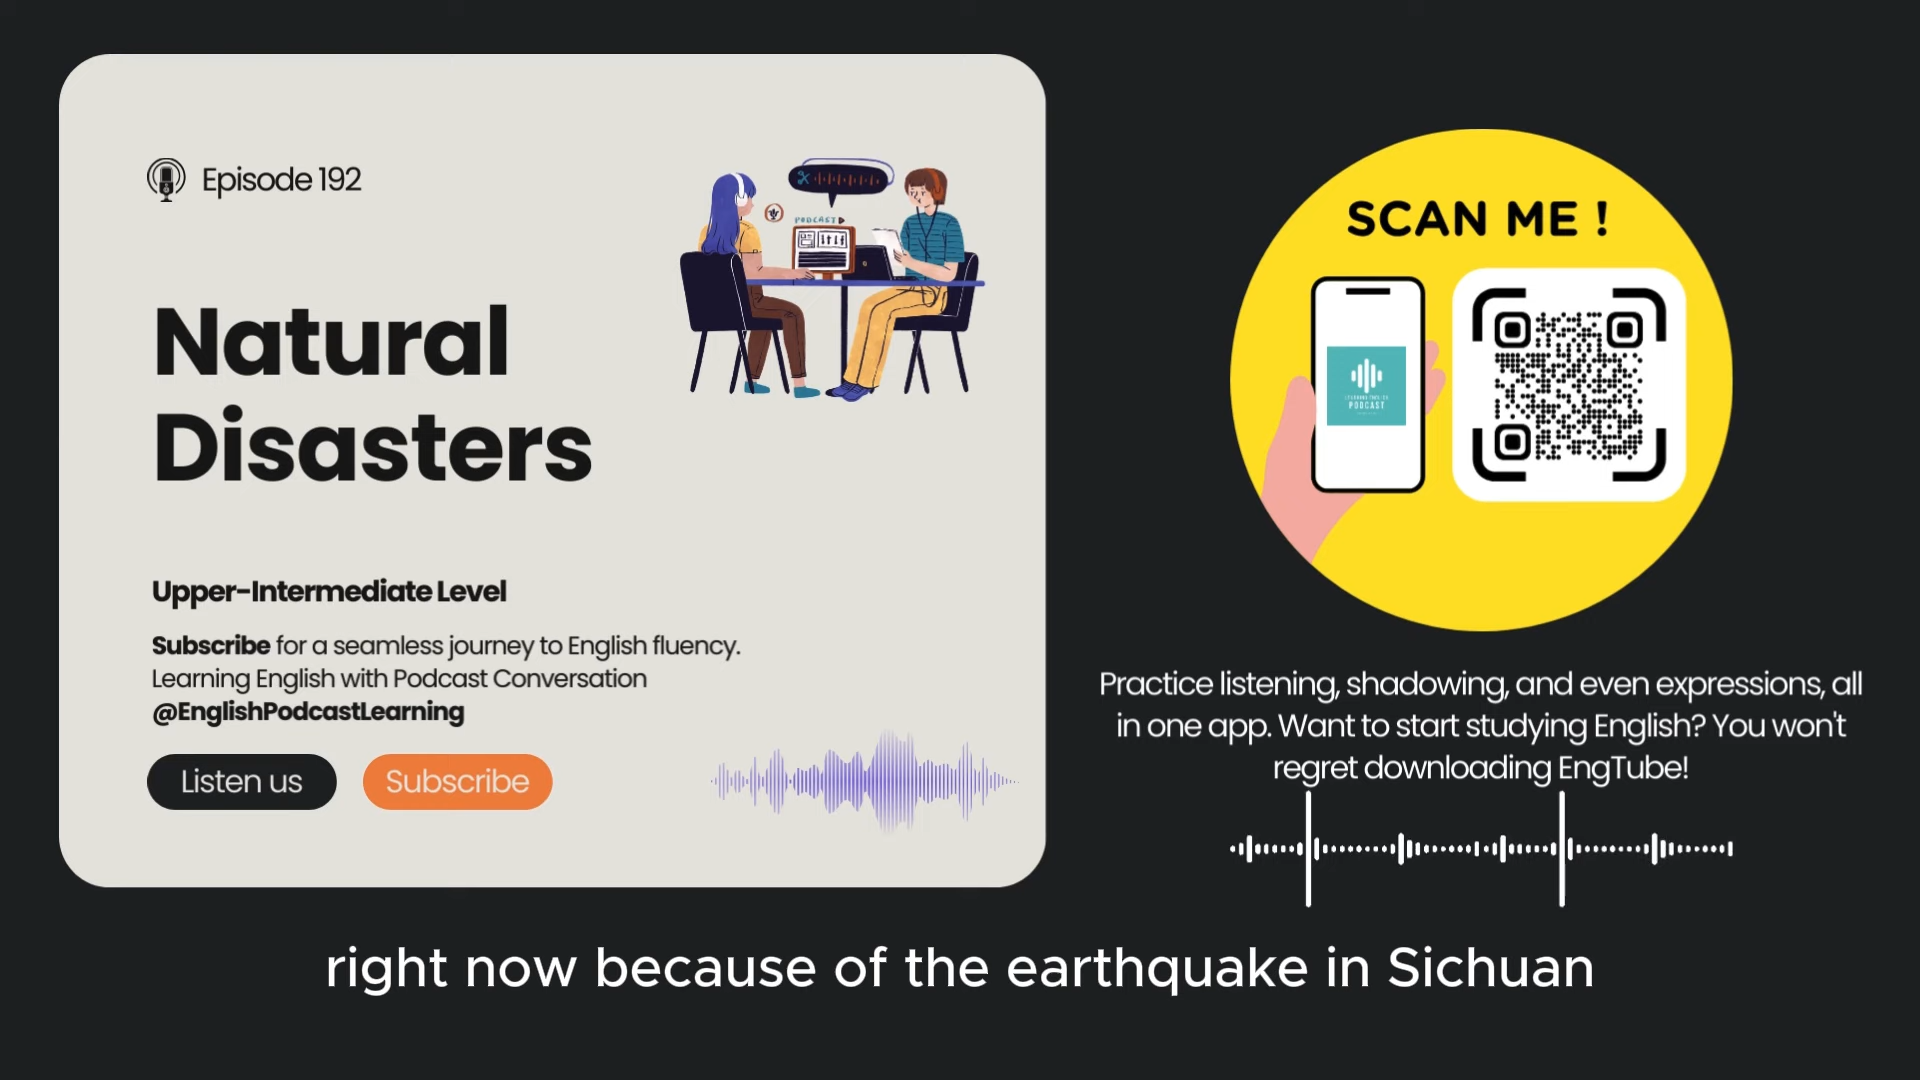 Episode 192
PODCAST
Natural
Disasters
Upper-Intermediate Level
Subscribe for a seamless journey to English fluency.
Learning English with Podcast Conversation
@EnglishPodcastLearning
Listen us
Subscribe
SCAN ME !
PODCAST
Practice listening, shadowing, and even expressions, all
in one app. Want to start studying English? You won't
regret downloading EngTube!
right now because of the earthquake in Sichuan